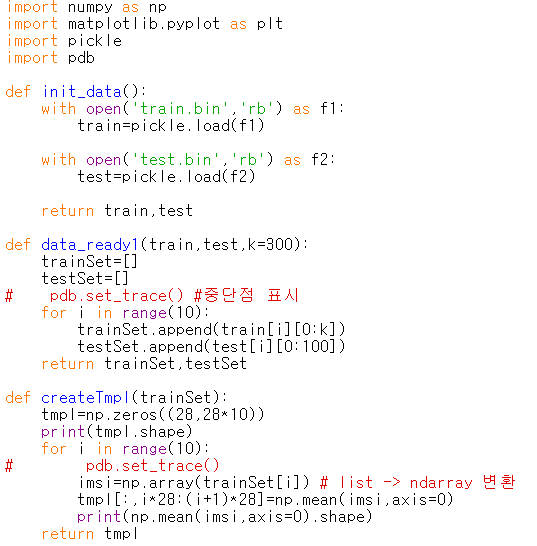 import numpy as np
import matplotlib.pyplot as plt
import pickle
import pdb

def init_data():
    with open('train.bin','rb') as f1:
        train=pickle.load(f1)

    with open('test.bin','rb') as f2:
        test=pickle.load(f2)

    return train,test

def data_ready1(train,test,k=300):
    trainSet=[]
    testSet=[]
#    pdb.set_trace() #중단점 표시
    for i in range(10):
        trainSet.append(train[i][0:k])
        testSet.append(test[i][0:100])
    return trainSet,testSet

def createTmpl(trainSet):
    tmpl=np.zeros((28,28*10))
    print(tmpl.shape)
    for i in range(10):
#        pdb.set_trace()
        imsi=np.array(trainSet[i]) # list -> ndarray 변환
        tmpl[:,i*28:(i+1)*28]=np.mean(imsi,axis=0)
        print(np.mean(imsi,axis=0).shape)
    return tmpl